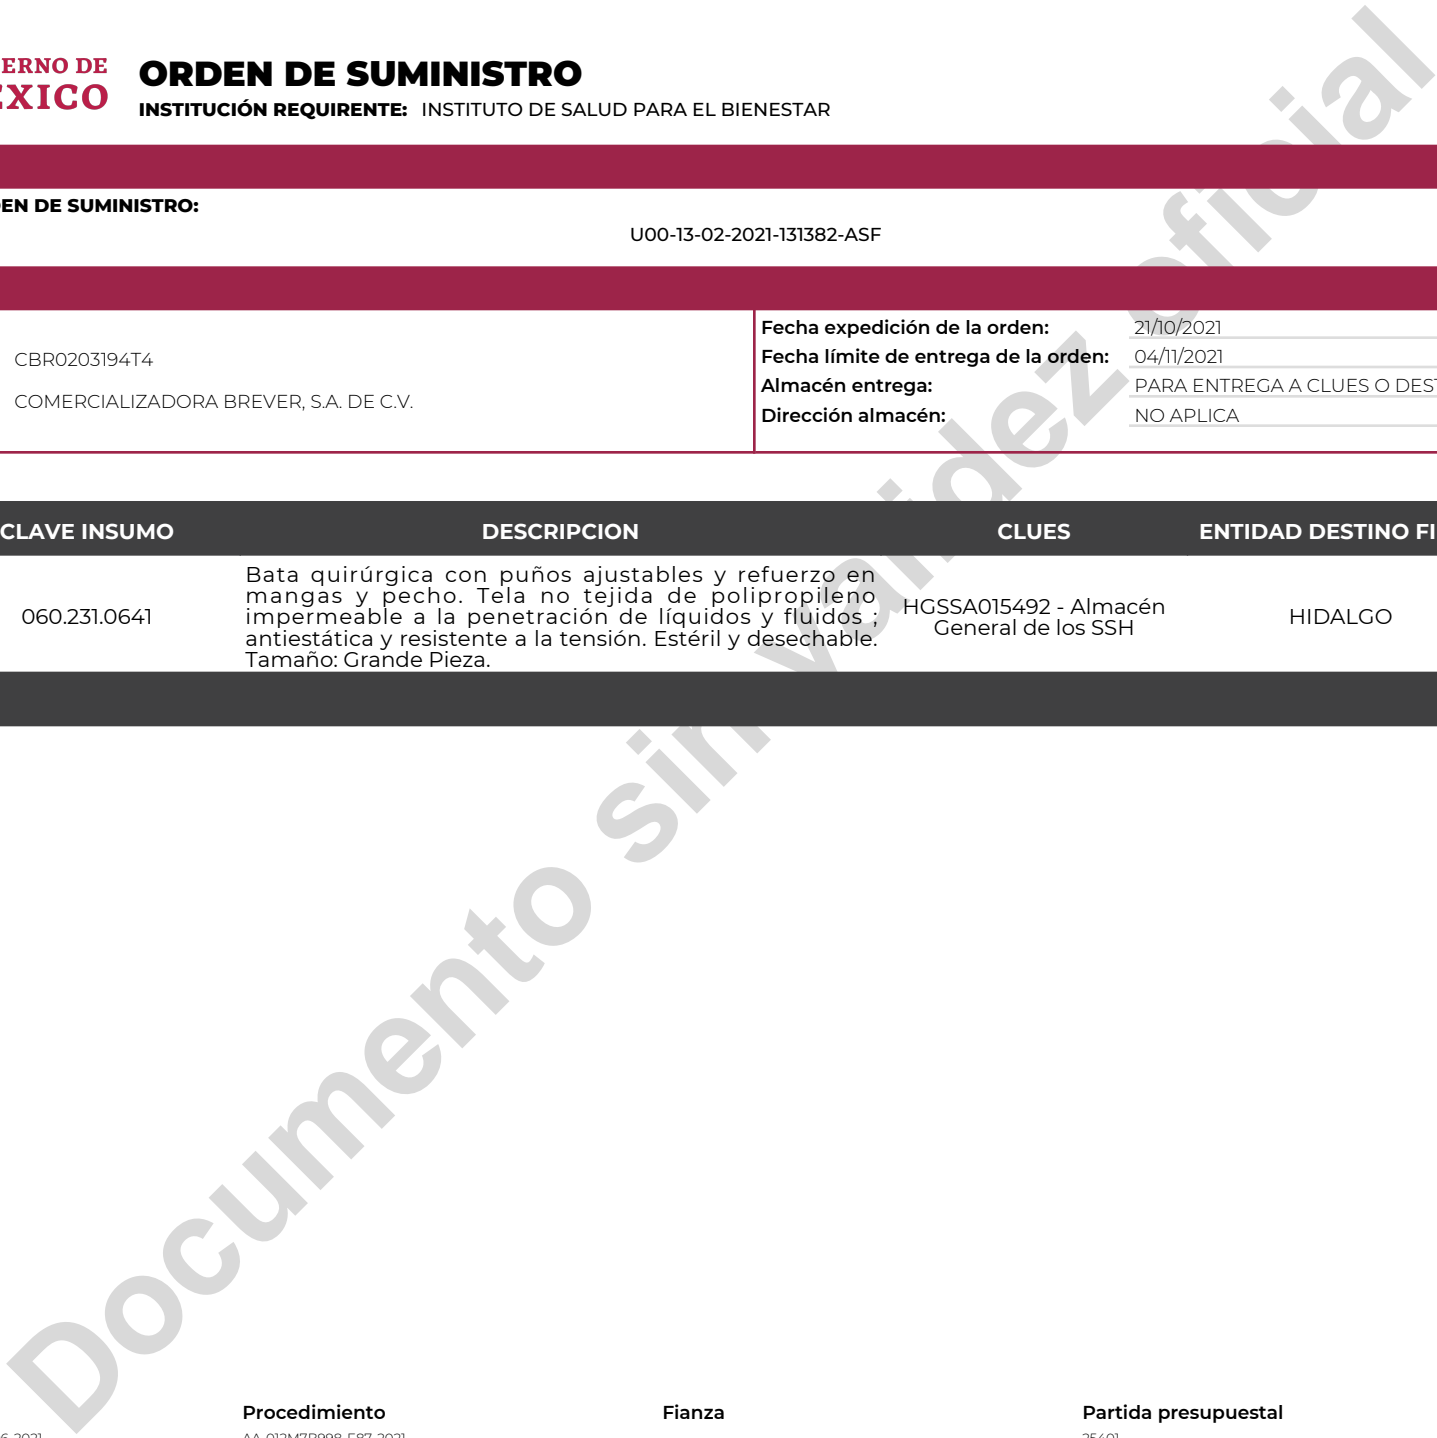 ERNO DE
EXICO
ORDEN DE SUMINISTRO
INSTITUCIÓN REQUIRENTE: INSTITUTO DE SALUD PARA EL BIENESTAR
EN DE SUMINISTRO:
U00-13-02-2021-131382-ASF
CBR0203194T4
COMERCIALIZADORA BREVER, S.A. DE C.V.
Fecha expedición de la orden: 21/10/2021
Fecha límite de entrega de la orden: 04/11/2021
Almacén entrega: PARA ENTREGA A CLUES O DEST
Dirección almacén: NO APLICA
CLAVE INSUMO DESCRIPCION CLUES ENTIDAD DESTINO FI
060.231.0641
Bata quirúrgica con puños ajustables y refuerzo en
mangas y pecho. Tela no tejida de polipropileno
impermeable a la penetración de líquidos y fluidos ;
antiestática y resistente a la tensión. Estéril y desechable.
Tamaño: Grande Pieza.
HGSSA015492 - Almacén
General de los SSH
HIDALGO
Documento sin validez oficial
Procedimiento Fianza Partida presupuestal